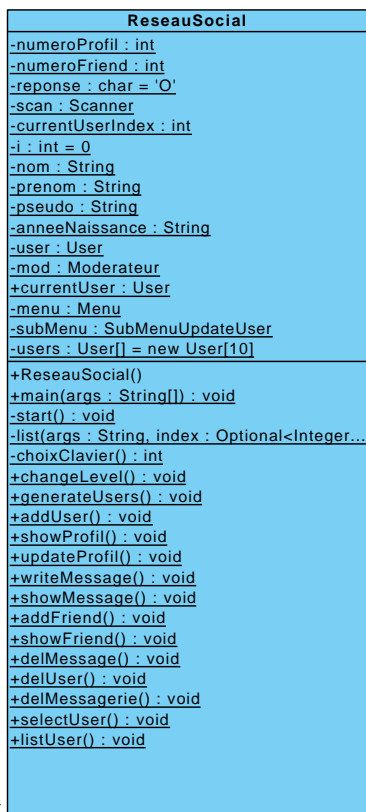 ReseauSocial
-numeroProfil : int
-numeroFriend : int
-reponse : char = 'O'
-scan : Scanner
-currentUserIndex : int
-i : int = 0
-nom : String
-prenom : String
-pseudo : String
-anneeNaissance : String
-user : User
-mod : Moderateur
+currentUser : User
-menu : Menu
-subMenu : SubMenuUpdateUser
-users : User[] = new User[10]
+ReseauSocial()
+main(args : String[]) : void
-start() : void
-list(args : String, index : Optional<Integer...
-choixClavier() : int
+changeLevel() : void
+generateUsers() : void
+addUser() : void
+showProfil() : void
+updateProfil() : void
+writeMessage() : void
+showMessage() : void
+addFriend() : void
+showFriend() : void
+delMessage() : void
+delUser() : void
+delMessagerie() : void
+selectUser() : void
+listUser() : void